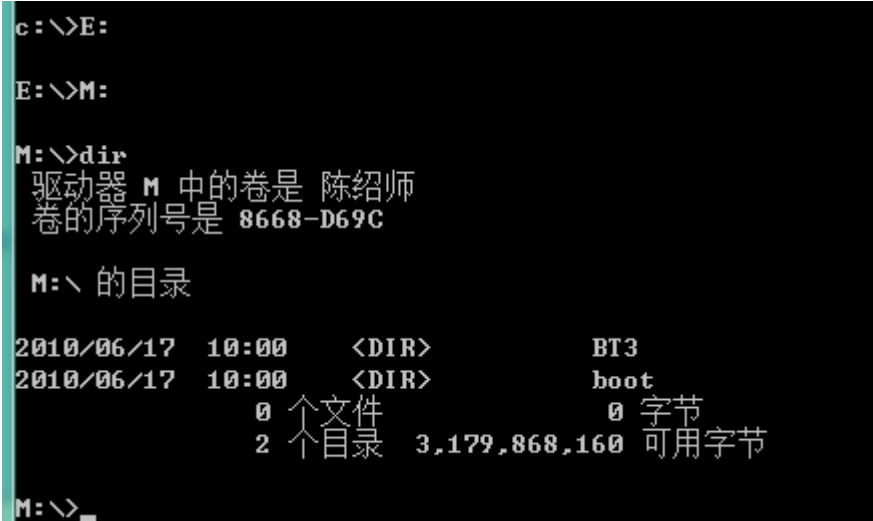 c:\>E:
E:\>M:
M:\>dir
驱动器 M 中的卷是 陈绍师
卷的序列号是 8668-D69C
M:\ 的目录
2010/06/17 10:00 <DIR> BT3
2010/06/17 10:00 <DIR> boot
0 个文件 0 字节
2 个目录 3,179,868,160 可用字节
M:\>_